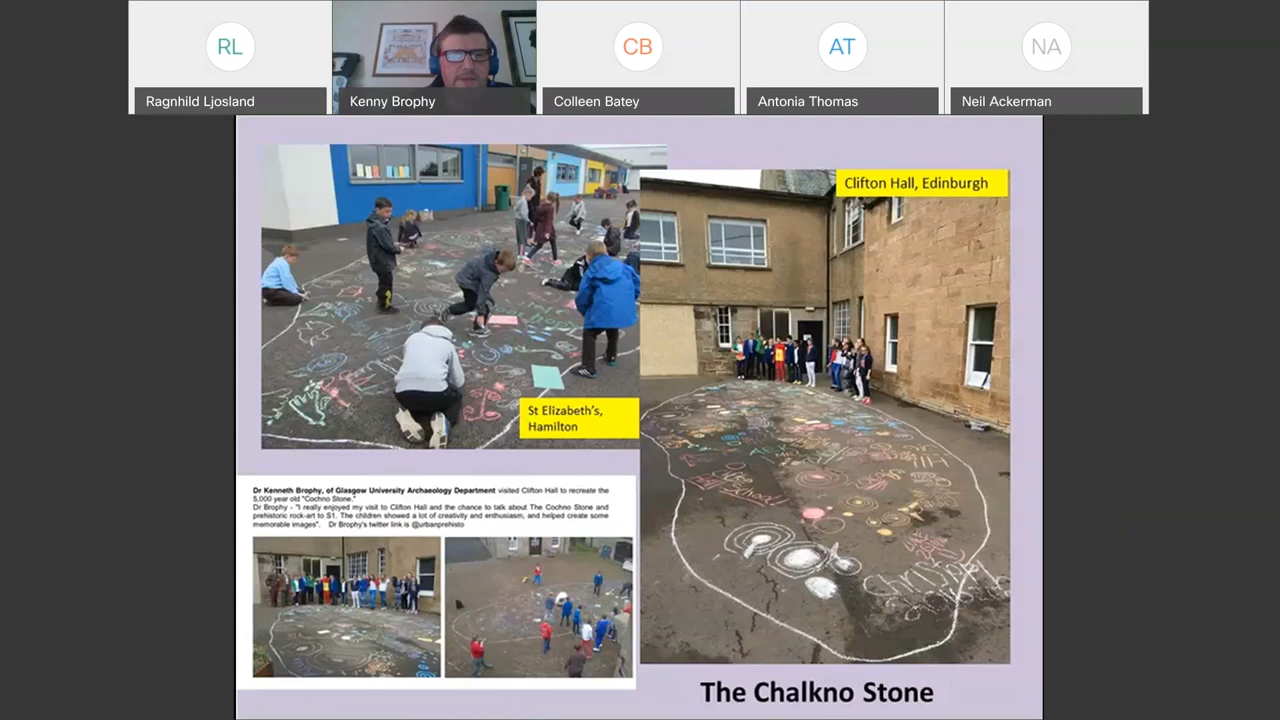 RL
CB
AT
NA
Ragnhild Ljosland
Kenny Brophy
Colleen Batey
Antonia Thomas
Neil Ackerman
Clifton Hall, Edinburgh
St Elizabeth's,
Hamilton
Dr Kenneth Brophy, of Glasgow University Archaeology Department visited Clifton Hall to recreate the
5,000 year old "Cochno Stone."
Dr Brophy - "I really enjoyed my visit to Clifton Hall and the chance to talk about The Cochno Stone and
prehistoric rock-art to S1. The children showed a lot of creativity and enthusiasm, and helped create some
memorable images". Dr Brophy's twitter link is @urbanprehisto
The Chalkno Stone